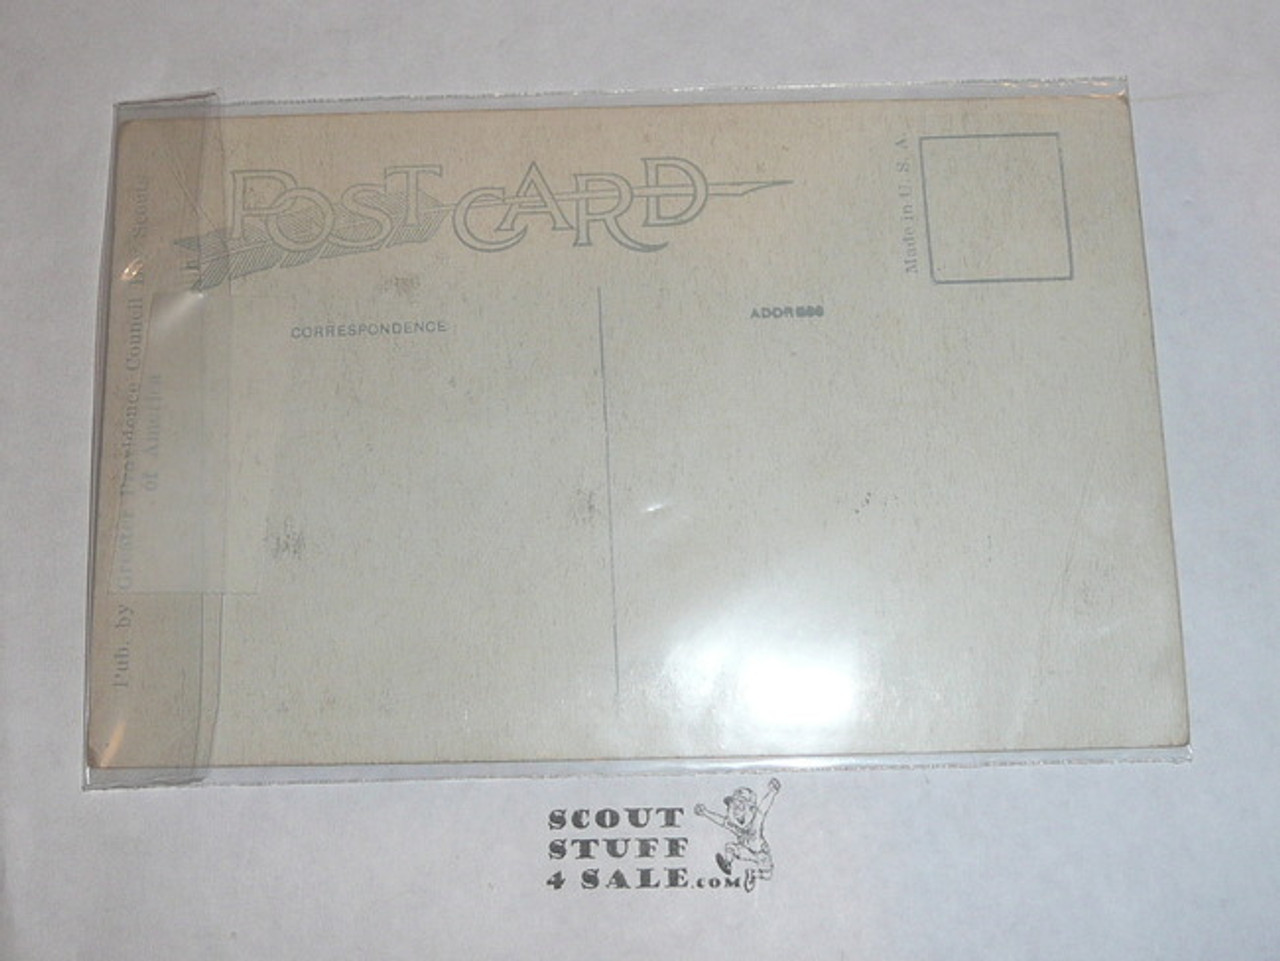 POST CARD
Made in U. S. A
CORRESPONDENCE
ADDRESS
Pub. by Greater Providence Council Boy Scouts
of America
SCOUT
STUFF
4 SALE.COM